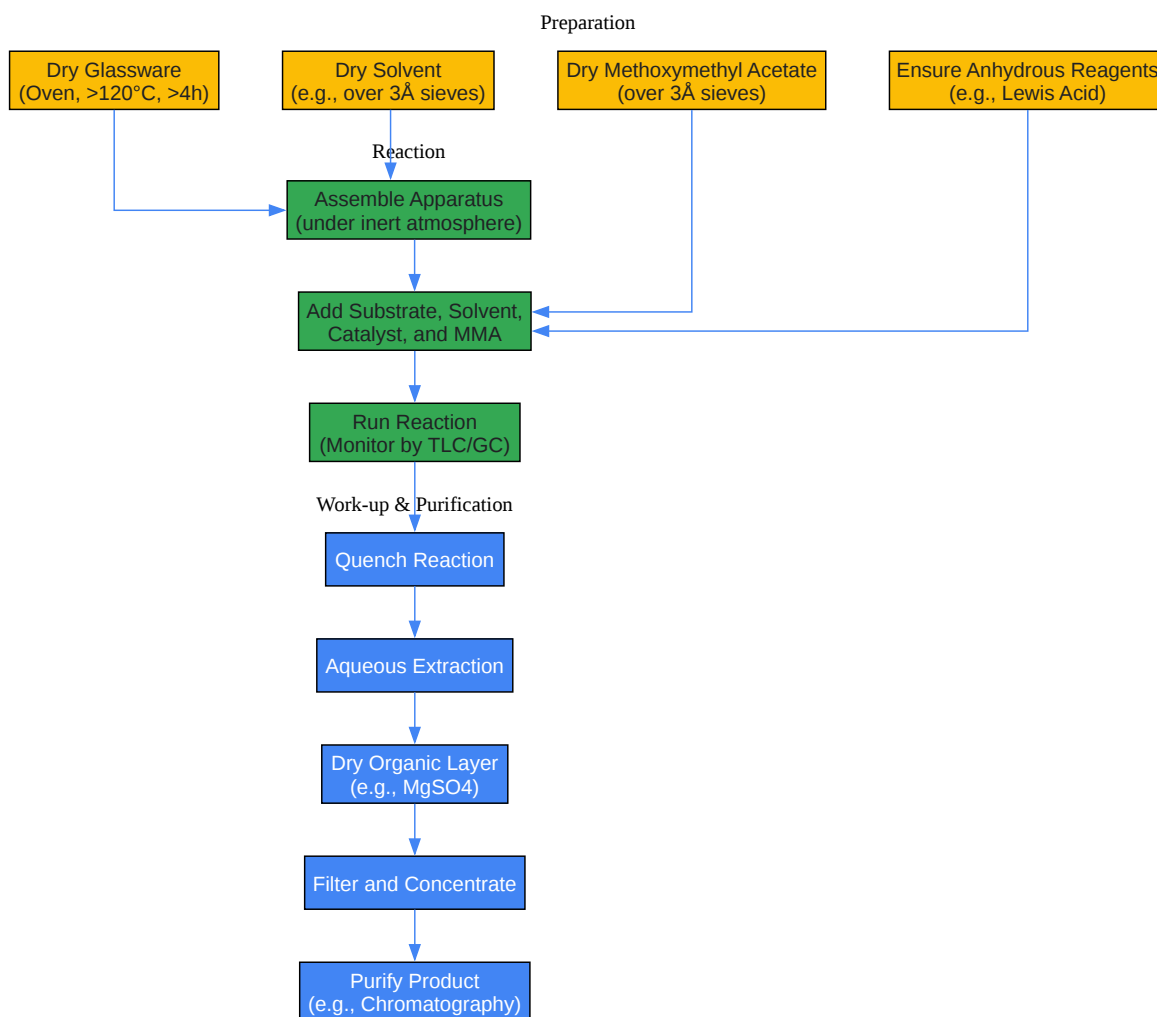 Preparation
Dry Glassware
(Oven, >120°C, >4h)
Dry Solvent
(e.g., over 3Å sieves)
Dry Methoxymethyl Acetate
(over 3Å sieves)
Ensure Anhydrous Reagents
(e.g., Lewis Acid)
Reaction
Assemble Apparatus
(under inert atmosphere)
Add Substrate, Solvent,
Catalyst, and MMA
Run Reaction
(Monitor by TLC/GC)
Work-up & Purification
Quench Reaction
Aqueous Extraction
Dry Organic Layer
(e.g., MgSO4)
Filter and Concentrate
Purify Product
(e.g., Chromatography)